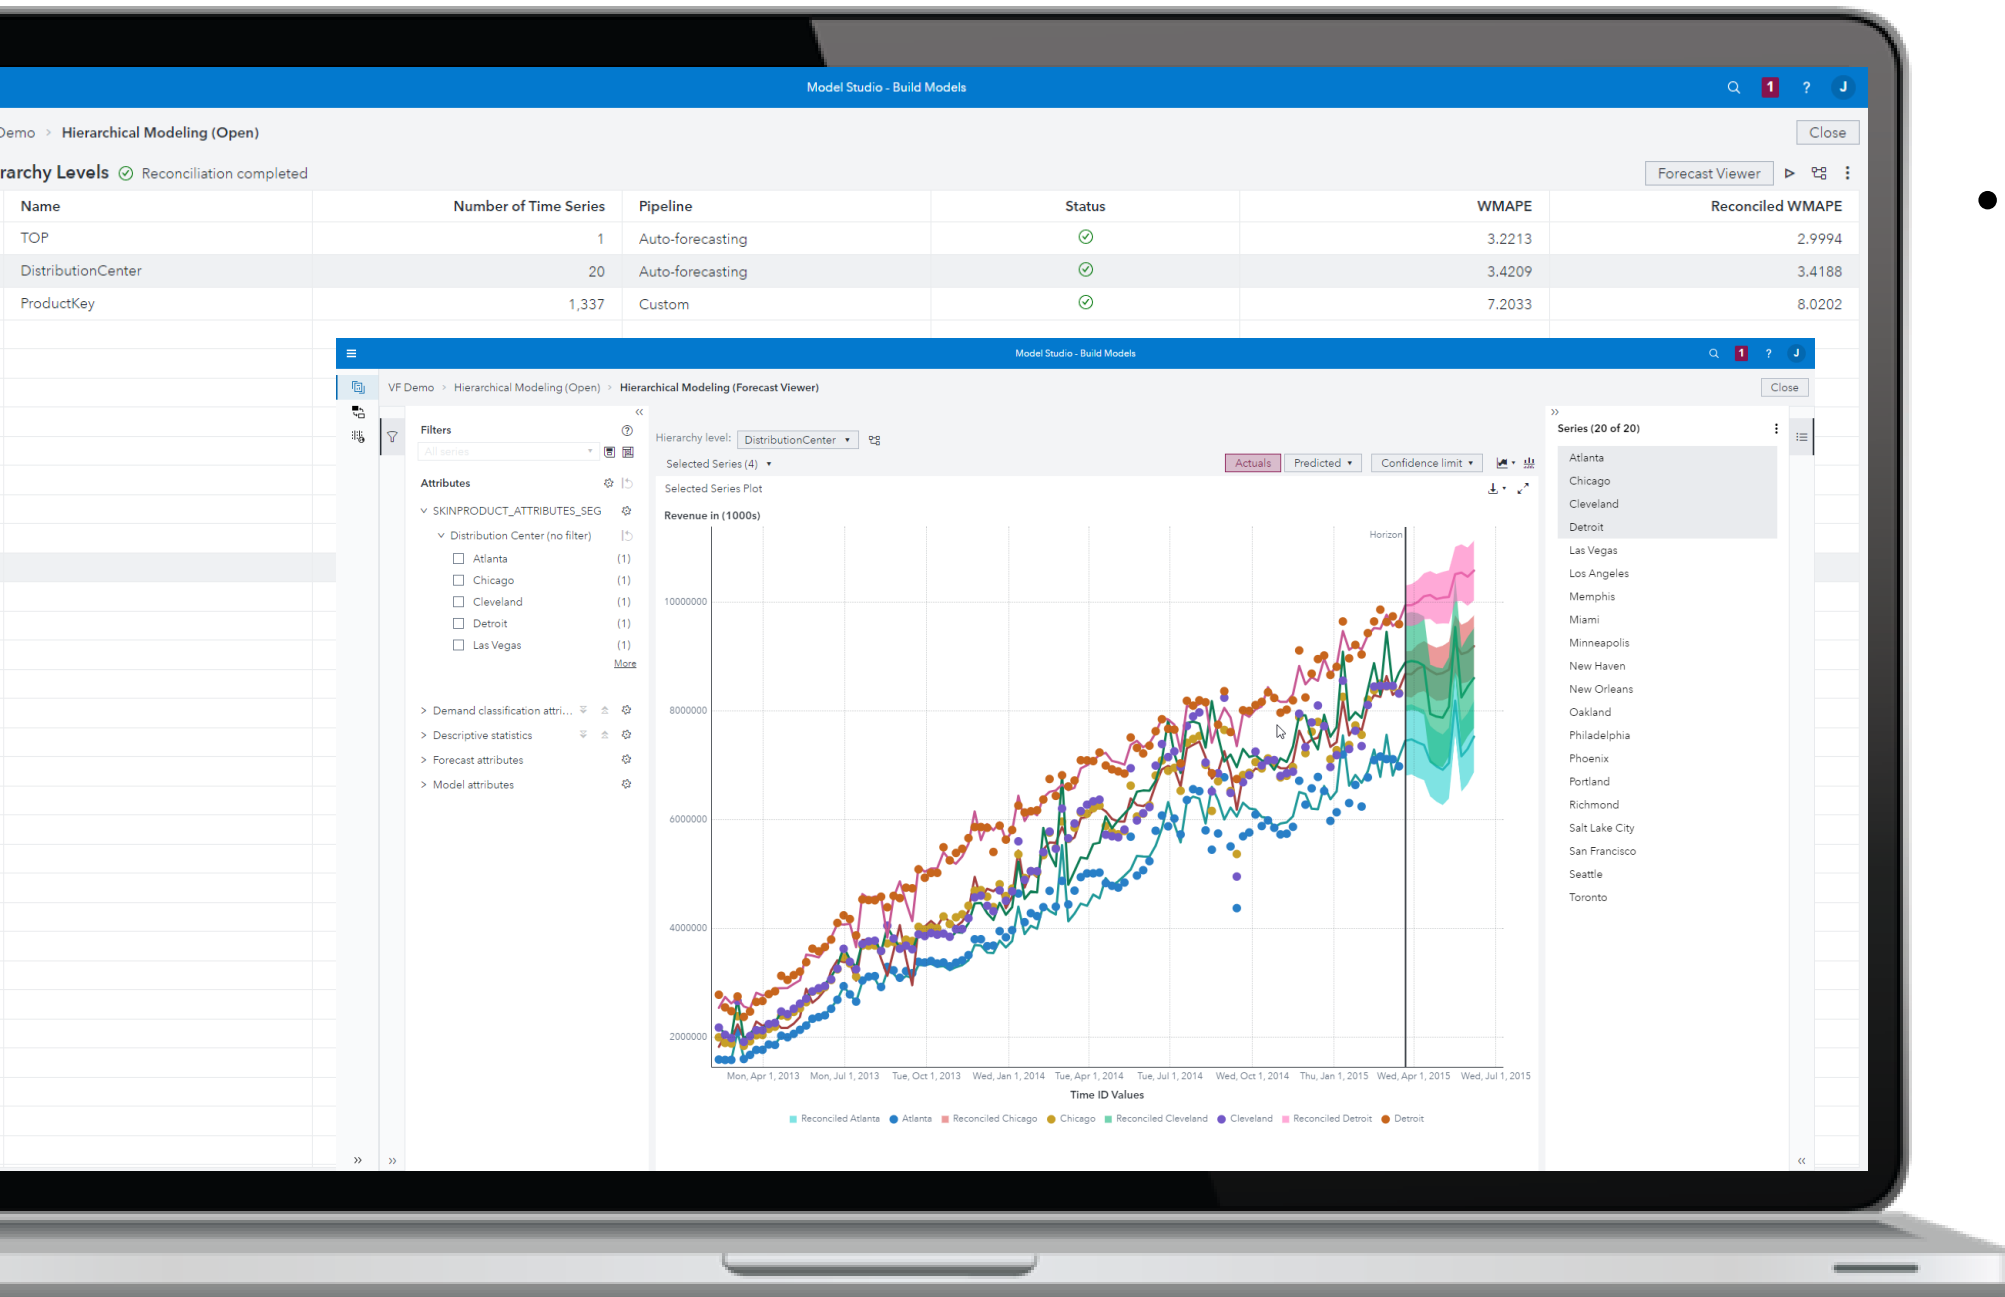 Model Studio - Build Models
1 ? J
Demo > Hierarchical Modeling (Open)
Close
rarchy Levels Reconciliation completed
Forecast Viewer
Name Number of Time Series Pipeline Status WMAPE Reconciled WMAPE
TOP 1 Auto-forecasting 3.2213 2.9994
DistributionCenter 20 Auto-forecasting 3.4209 3.4188
ProductKey 1,337 Custom 7.2033 8.0202
Model Studio - Build Models
1 ? J
VF Demo > Hierarchical Modeling (Open) > Hierarchical Modeling (Forecast Viewer)
Close
Filters
All series
Attributes
SKINPRODUCT_ATTRIBUTES_SEG
Distribution Center (no filter)
Atlanta (1)
Chicago (1)
Cleveland (1)
Detroit (1)
Las Vegas (1)
More
> Demand classification attri...
> Descriptive statistics
> Forecast attributes
> Model attributes
Hierarchy level: DistributionCenter
Selected Series (4)
Actuals Predicted Confidence limit
Selected Series Plot
Revenue in (1000s)
Horizon
10000000
8000000
6000000
4000000
2000000
Mon, Apr 1, 2013 Mon, Jul 1, 2013 Tue, Oct 1, 2013 Wed, Jan 1, 2014 Tue, Apr 1, 2014 Tue, Jul 1, 2014 Wed, Oct 1, 2014 Thu, Jan 1, 2015 Wed, Apr 1, 2015 Wed, Jul 1, 2015
Time ID Values
Reconciled Atlanta Atlanta Reconciled Chicago Chicago Reconciled Cleveland Cleveland Reconciled Detroit Detroit
Series (20 of 20)
Atlanta
Chicago
Cleveland
Detroit
Las Vegas
Los Angeles
Memphis
Miami
Minneapolis
New Haven
New Orleans
Oakland
Philadelphia
Phoenix
Portland
Richmond
Salt Lake City
San Francisco
Seattle
Toronto